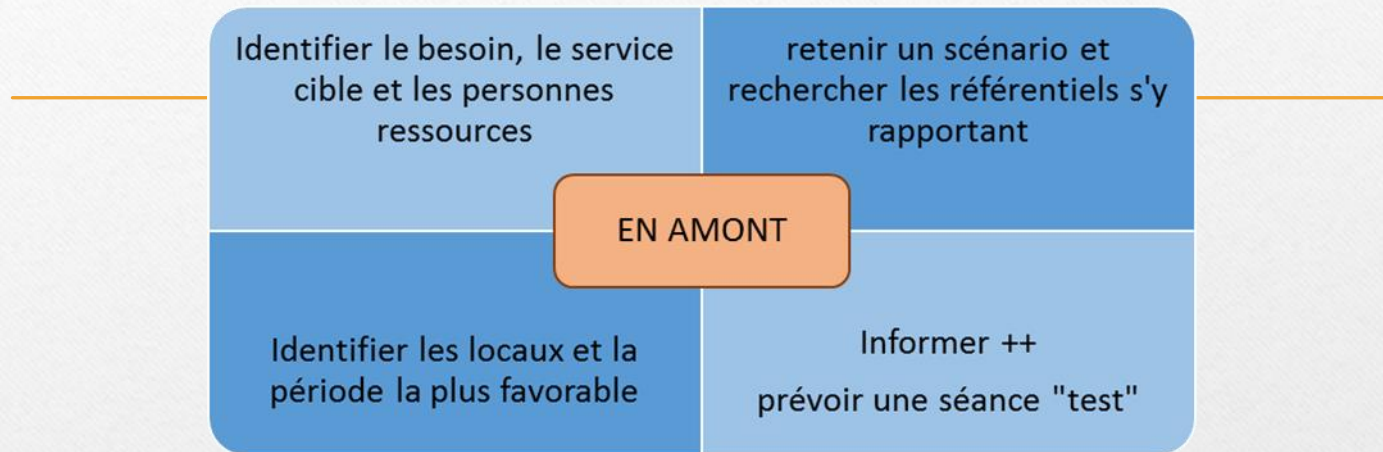 Identifier le besoin, le service
cible et les personnes
ressources
retenir un scénario et
rechercher les référentiels s'y
rapportant
EN AMONT
Identifier les locaux et la
période la plus favorable
Informer ++
prévoir une séance "test"